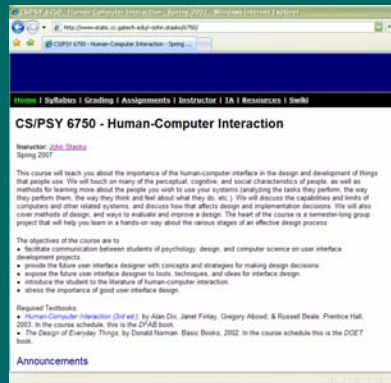 CS/PSY 6750 - Human-Computer Interaction - Spring 2007 - Windows Internet Explorer
http://www-static.cc.gatech.edu/~john.stasko/6750/
CS/PSY 6750 - Human-Computer Interaction - Spring ...
Home | Syllabus | Grading | Assignments | Instructor | TA | Resources | Swiki
CS/PSY 6750 - Human-Computer Interaction
Instructor: John Stasko
Spring 2007
This course will teach you about the importance of the human-computer interface in the design and development of things
that people use. We will touch on many of the perceptual, cognitive, and social characteristics of people, as well as
methods for learning more about the people you wish to use your systems (analyzing the tasks they perform, the way
they perform them, the way they think and feel about what they do, etc.). We will discuss the capabilities and limits of
computers and other related systems, and discuss how that affects design and implementation decisions. We will also
cover methods of design, and ways to evaluate and improve a design. The heart of the course is a semester-long group
project that will help you learn in a hands-on way about the various stages of an effective design process.
The objectives of the course are to
• facilitate communication between students of psychology, design, and computer science on user interface
development projects.
• provide the future user interface designer with concepts and strategies for making design decisions.
• expose the future user interface designer to tools, techniques, and ideas for interface design.
• introduce the student to the literature of human-computer interaction.
• stress the importance of good user interface design.
Required Textbooks:
• Human-Computer Interaction (3rd ed.), by Alan Dix, Janet Finlay, Gregory Abowd, & Russell Beale. Prentice Hall,
2003. In the course schedule, this is the DFAB book.
• The Design of Everyday Things, by Donald Norman. Basic Books, 2002. In the course schedule this is the DOET
book.
Announcements